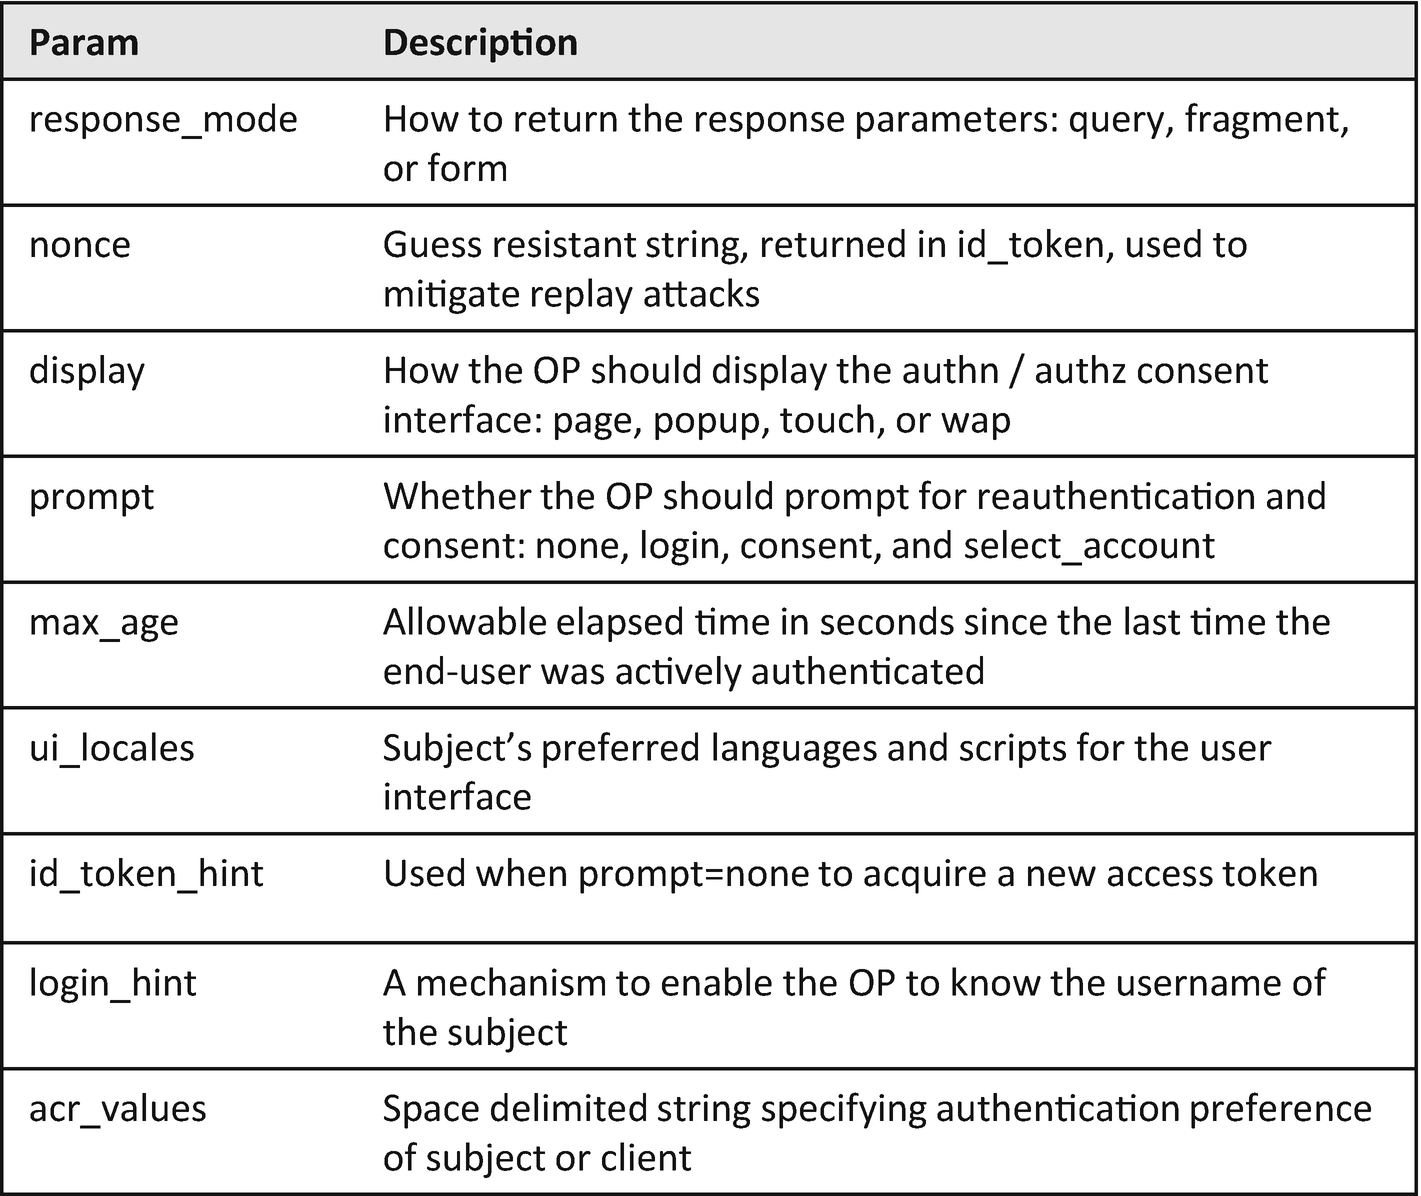 Param Description
response_mode How to return the response parameters: query, fragment,
or form
nonce Guess resistant string, returned in id_token, used to
mitigate replay attacks
display How the OP should display the authn / authz consent
interface: page, popup, touch, or wap
prompt Whether the OP should prompt for reauthentication and
consent: none, login, consent, and select_account
max_age Allowable elapsed time in seconds since the last time the
end-user was actively authenticated
ui_locales Subject’s preferred languages and scripts for the user
interface
id_token_hint Used when prompt=none to acquire a new access token
login_hint A mechanism to enable the OP to know the username of
the subject
acr_values Space delimited string specifying authentication preference
of subject or client